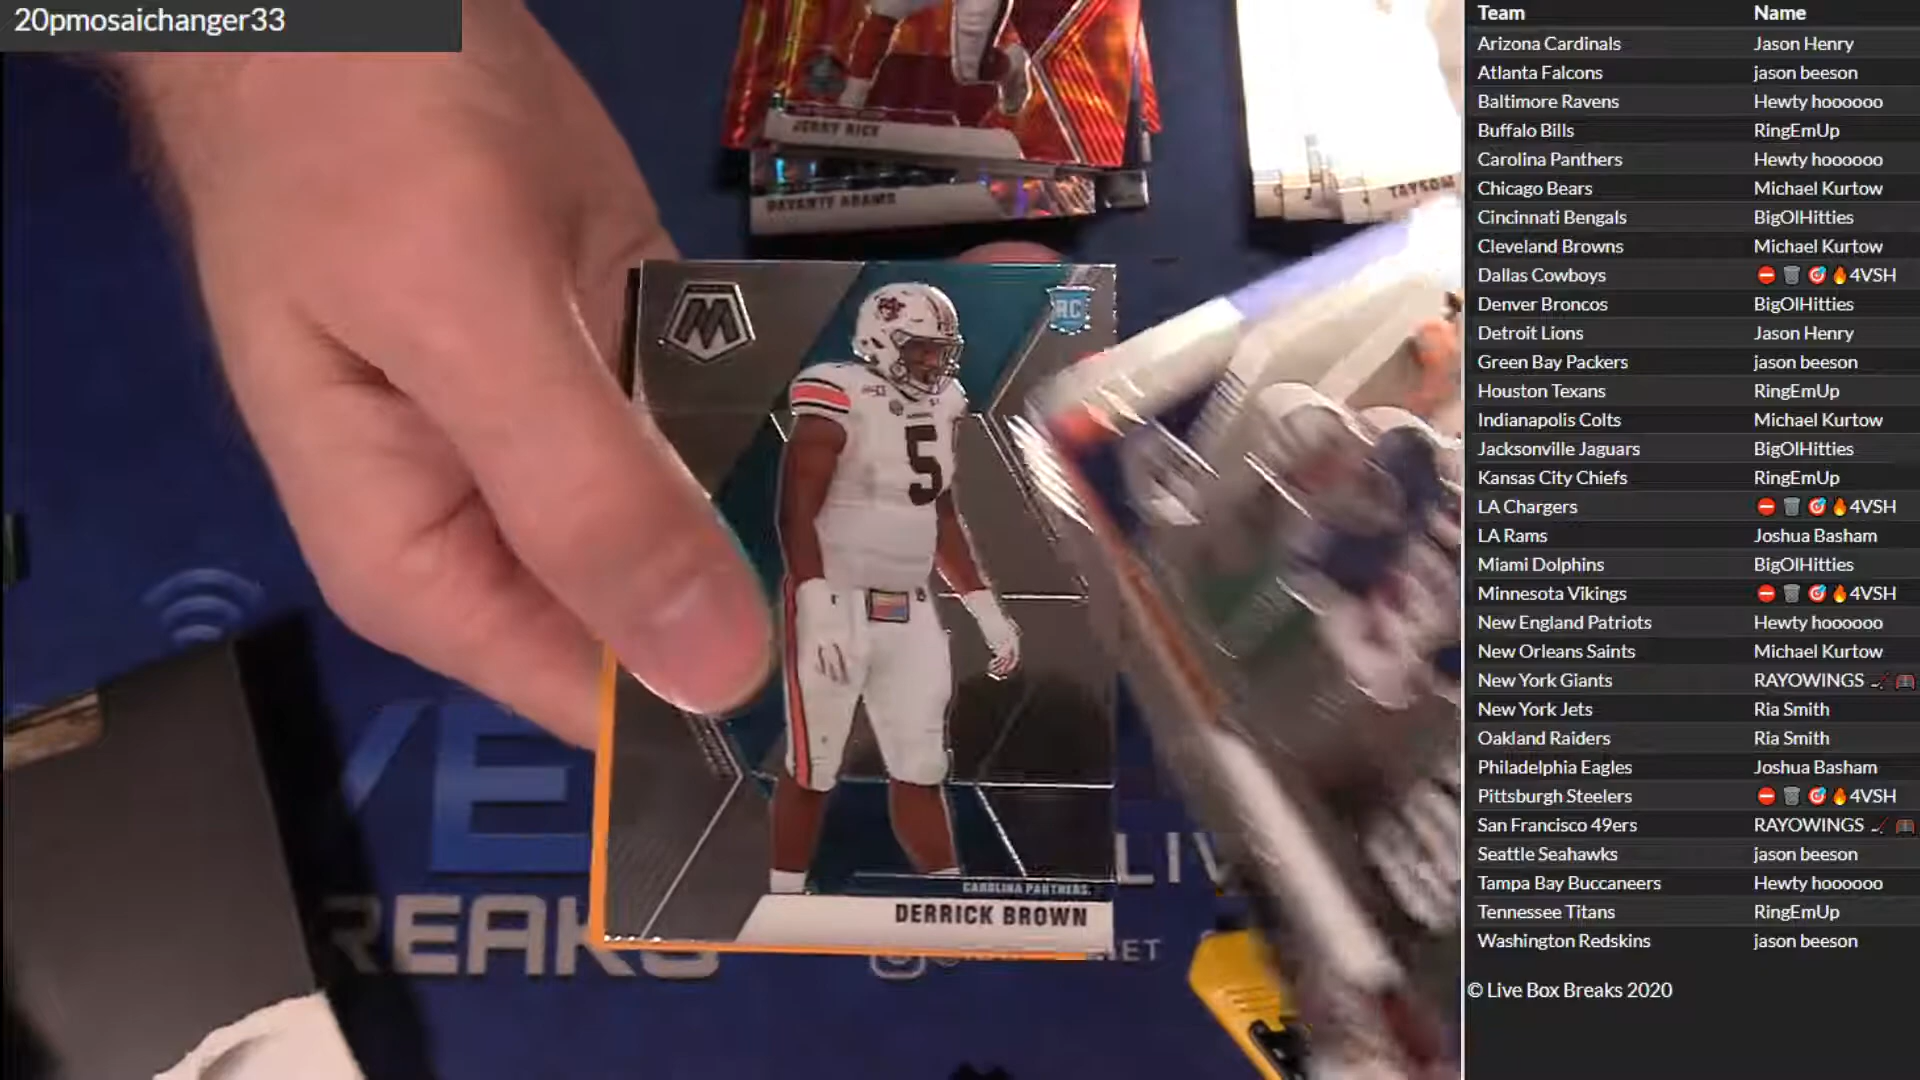 20pmosaichanger33
JERRY RICE
DAVANTE ADAMS
TAYSOM
RC
5
CAROLINA PANTHERS
DERRICK BROWN
LIV
REAKS
Team Name
Arizona Cardinals Jason Henry
Atlanta Falcons jason beeson
Baltimore Ravens Hewty hoooooo
Buffalo Bills RingEmUp
Carolina Panthers Hewty hoooooo
Chicago Bears Michael Kurtow
Cincinnati Bengals BigOlHitties
Cleveland Browns Michael Kurtow
Dallas Cowboys ⛔🗑️🎯🔥4VSH
Denver Broncos BigOlHitties
Detroit Lions Jason Henry
Green Bay Packers jason beeson
Houston Texans RingEmUp
Indianapolis Colts Michael Kurtow
Jacksonville Jaguars BigOlHitties
Kansas City Chiefs RingEmUp
LA Chargers ⛔🗑️🎯🔥4VSH
LA Rams Joshua Basham
Miami Dolphins BigOlHitties
Minnesota Vikings ⛔🗑️🎯🔥4VSH
New England Patriots Hewty hoooooo
New Orleans Saints Michael Kurtow
New York Giants RAYOWINGS 🏒🥅
New York Jets Ria Smith
Oakland Raiders Ria Smith
Philadelphia Eagles Joshua Basham
Pittsburgh Steelers ⛔🗑️🎯🔥4VSH
San Francisco 49ers RAYOWINGS 🏒🥅
Seattle Seahawks jason beeson
Tampa Bay Buccaneers Hewty hoooooo
Tennessee Titans RingEmUp
Washington Redskins jason beeson
© Live Box Breaks 2020